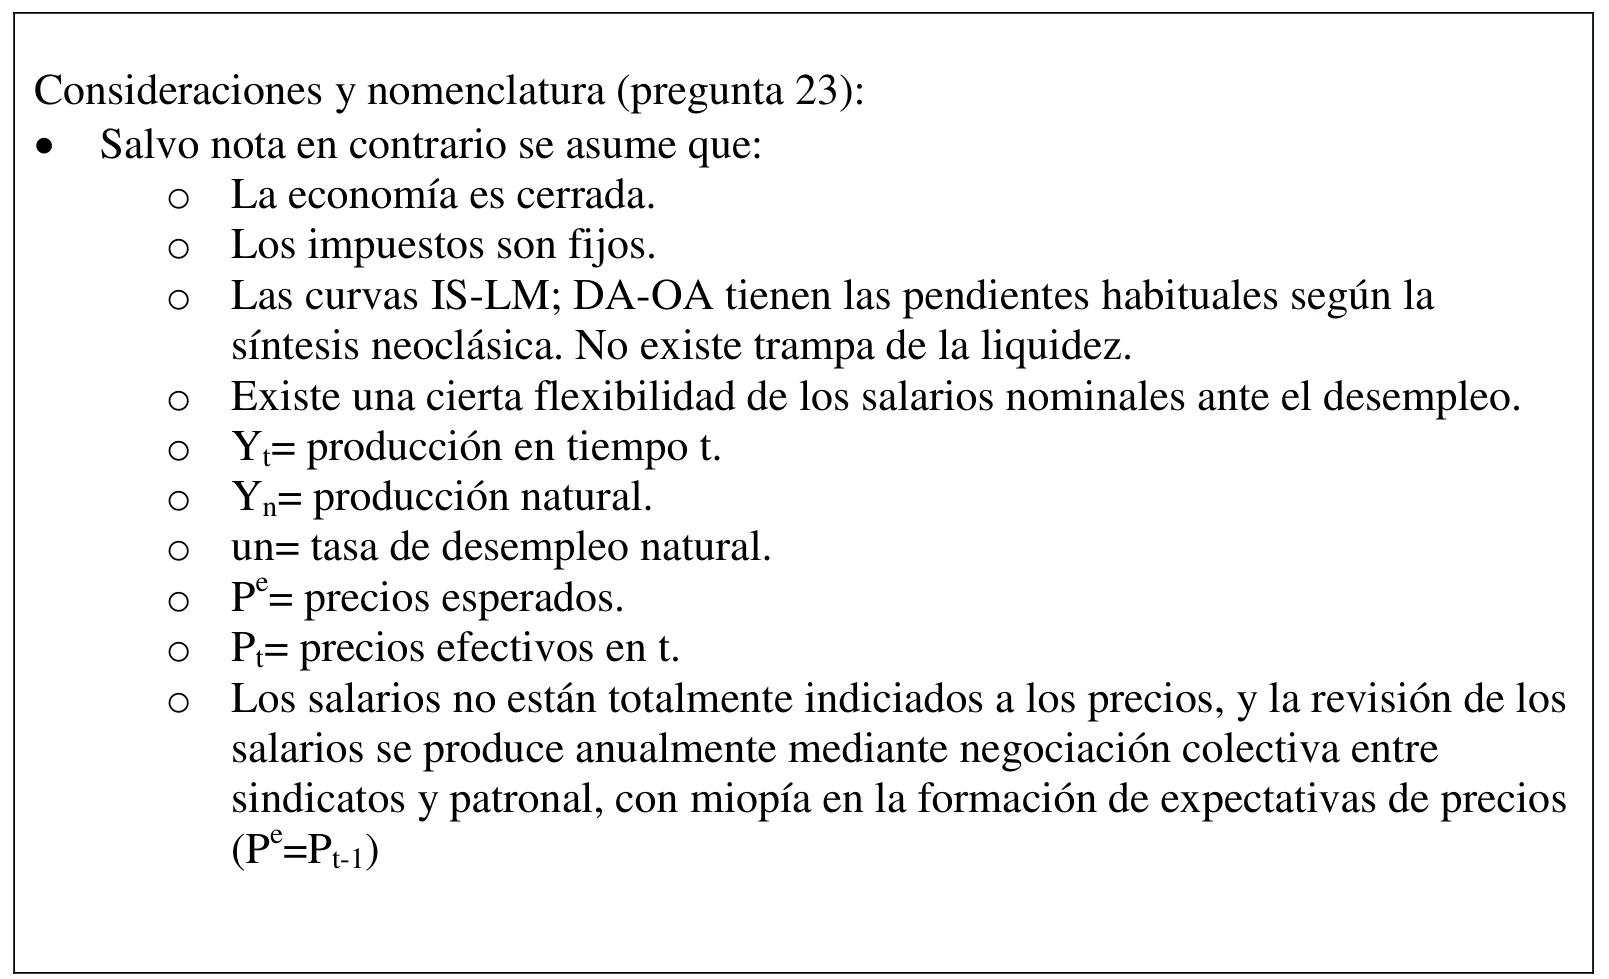 Consideraciones y nomenclatura (pregunta 23):
• Salvo nota en contrario se asume que:
o La economía es cerrada.
o Los impuestos son fijos.
o Las curvas IS-LM; DA-OA tienen las pendientes habituales según la
síntesis neoclásica. No existe trampa de la liquidez.
o Existe una cierta flexibilidad de los salarios nominales ante el desempleo.
o Yt= producción en tiempo t.
o Yn= producción natural.
o un= tasa de desempleo natural.
o Pe= precios esperados.
o Pt= precios efectivos en t.
o Los salarios no están totalmente indiciados a los precios, y la revisión de los
salarios se produce anualmente mediante negociación colectiva entre
sindicatos y patronal, con miopía en la formación de expectativas de precios
(Pe=Pt-1)